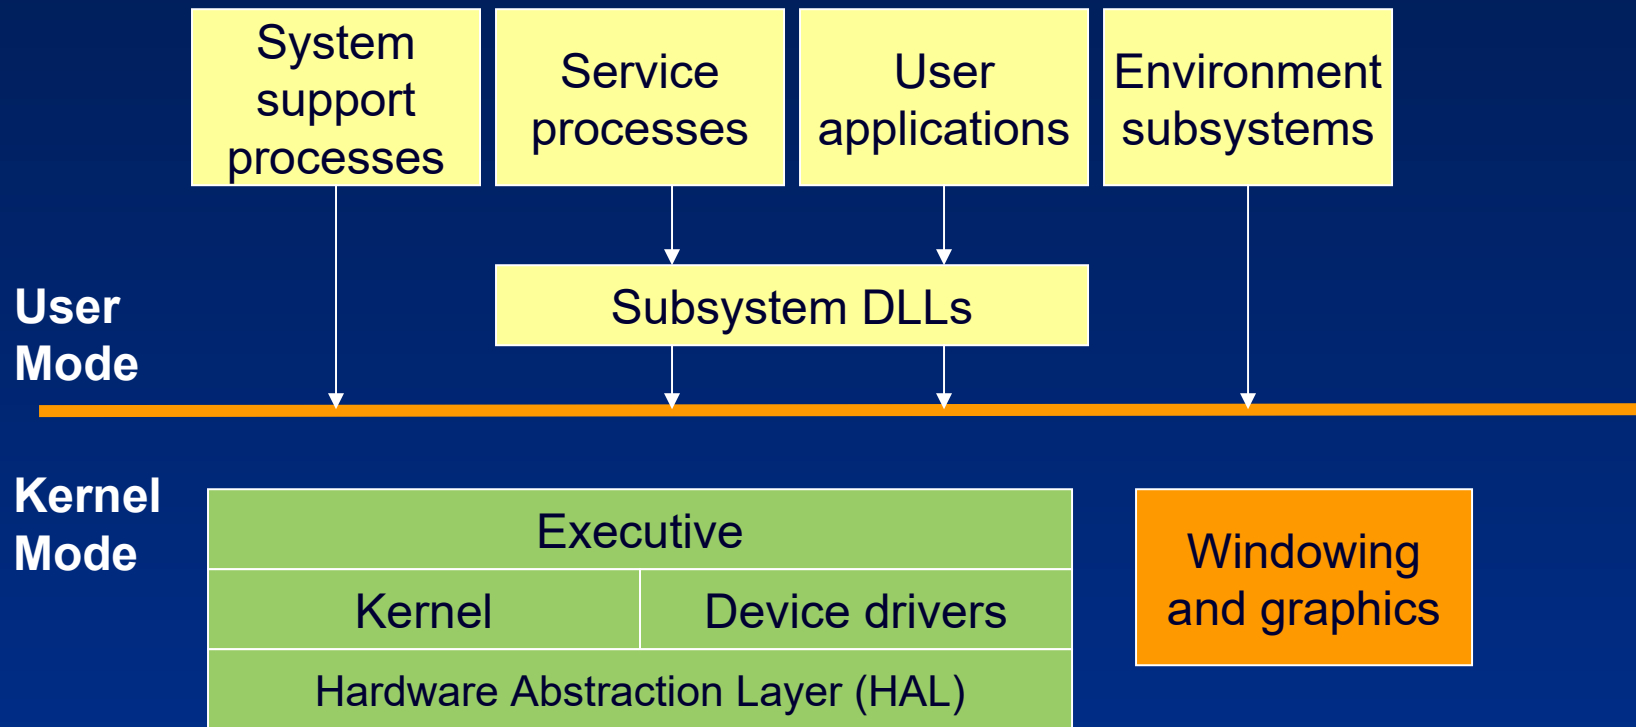 System
support
processes
Service
processes
User
applications
Environment
subsystems
Subsystem DLLs
User
Mode
Kernel
Mode
Executive
Kernel
Device drivers
Hardware Abstraction Layer (HAL)
Windowing
and graphics